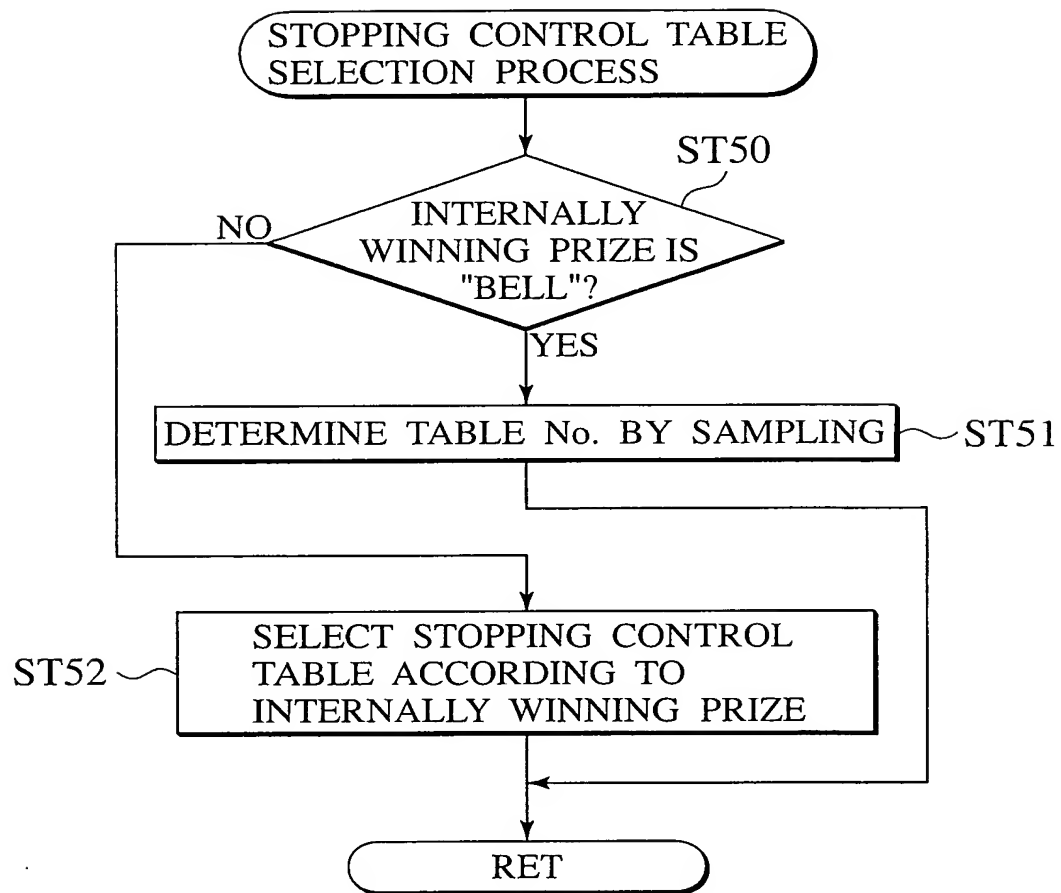 STOPPING CONTROL TABLE
SELECTION PROCESS
ST50
NO
INTERNALLY
WINNING PRIZE IS
"BELL"?
YES
DETERMINE TABLE No. BY SAMPLING
ST51
SELECT STOPPING CONTROL
TABLE ACCORDING TO
INTERNALLY WINNING PRIZE
ST52
RET